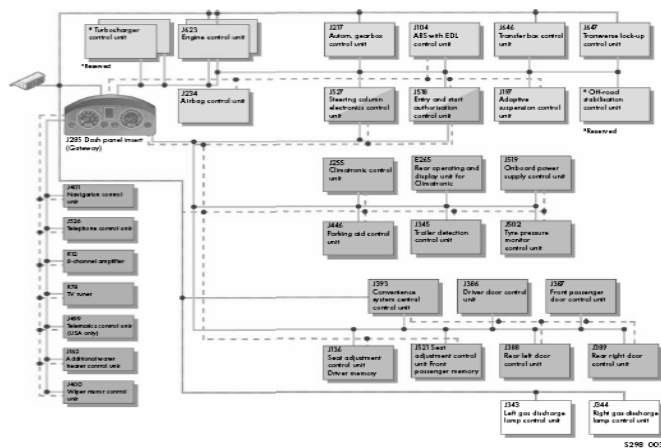 * Turbocharger
control unit
*Reserved
J623
Engine control unit
J217
Autom. gearbox
control unit
J104
ABS with EDL
control unit
J646
Transfer box control
unit
J647
Transverse lock-up
control unit
J234
Airbag control unit
J527
Steering column
electronics control unit
J518
Entry and start
authorisation
control unit
J197
Adaptive
suspension control unit
* Off-road
stabilisation
control unit
*Reserved
J285 Dash panel insert
(Gateway)
J255
Climatronic control
unit
E265
Rear operating and
display unit for
Climatronic
J519
Onboard power
supply control unit
J446
Parking aid control
unit
J345
Trailer detection
control unit
J502
Tyre pressure
monitor
control unit
J401
Navigation control
unit
J526
Telephone control unit
R12
R78
TV tuner
J499
Telematics control unit
(USA only)
J162
Additional water
heater control unit
J400
Wiper motor control
unit
J393
Convenience
system central
control unit
J386
Driver door control
unit
J387
Front passenger
door control unit
J136
Seat adjustment
control unit
Driver memory
J521 Seat
adjustment control
unit Front
passenger memory
J388
Rear left door
control unit
J389
Rear right door
control unit
J343
Left gas discharge
lamp control unit
J344
Right gas discharge
lamp control unit